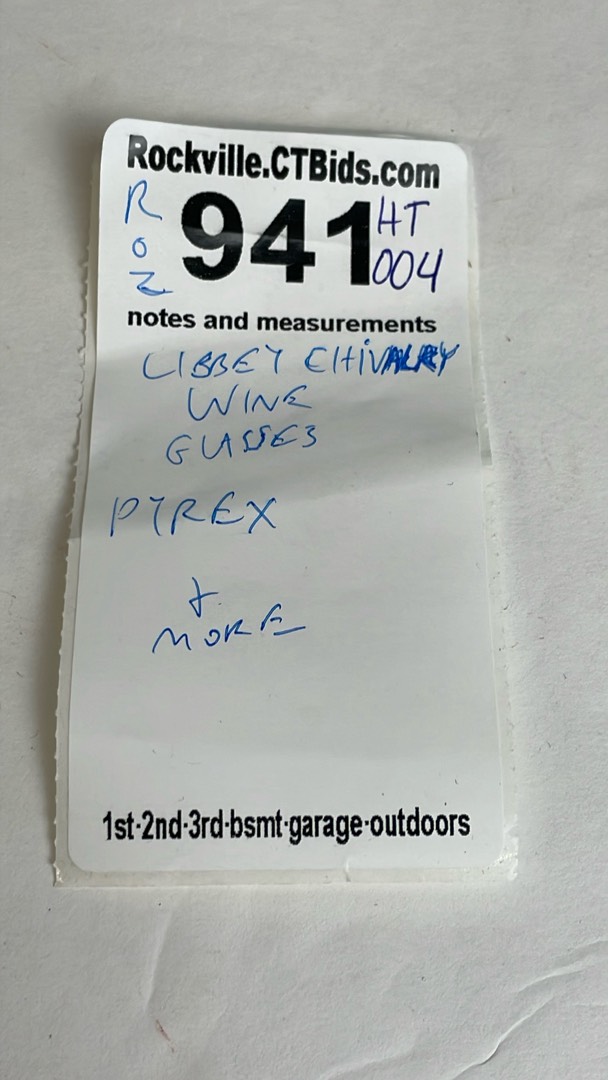 Rockville.CTBids.com
ROZ
941
HT
004
notes and measurements
LIBBEY CHIVALRY
WINE
GLASSES
PYREX
+
MORE
1st-2nd-3rd-bsmt-garage-outdoors